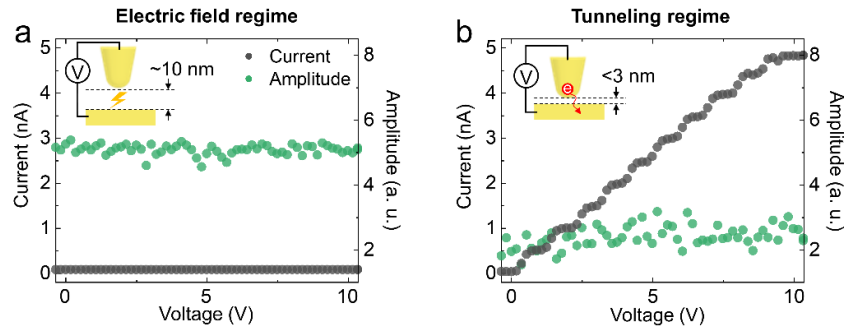 Electric field regime
a
Current (nA)
5
4
3
2
1
0
V
~10 nm
Current
Amplitude
8
6
4
2
Amplitude (a. u.)
0
5
10
Voltage (V)
Tunneling regime
b
Current (nA)
5
4
3
2
1
0
V
e
<3 nm
8
6
4
2
Amplitude (a. u.)
0
5
10
Voltage (V)